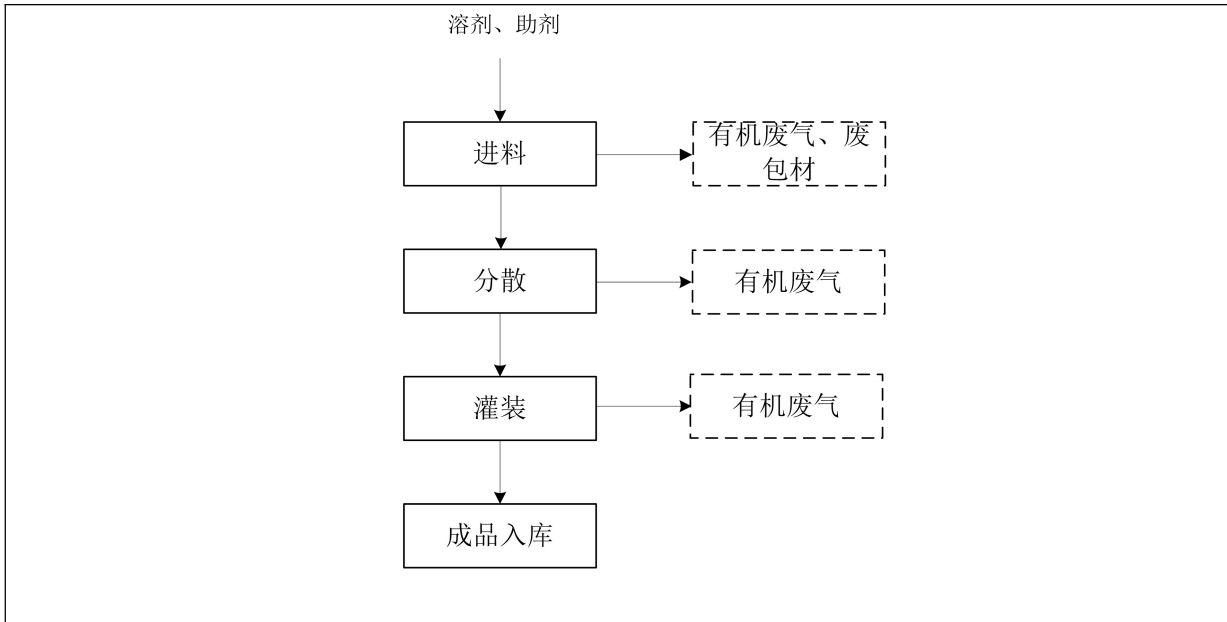 溶剂、助剂
进料
有机废气、废
包材
分散
有机废气
灌装
有机废气
成品入库